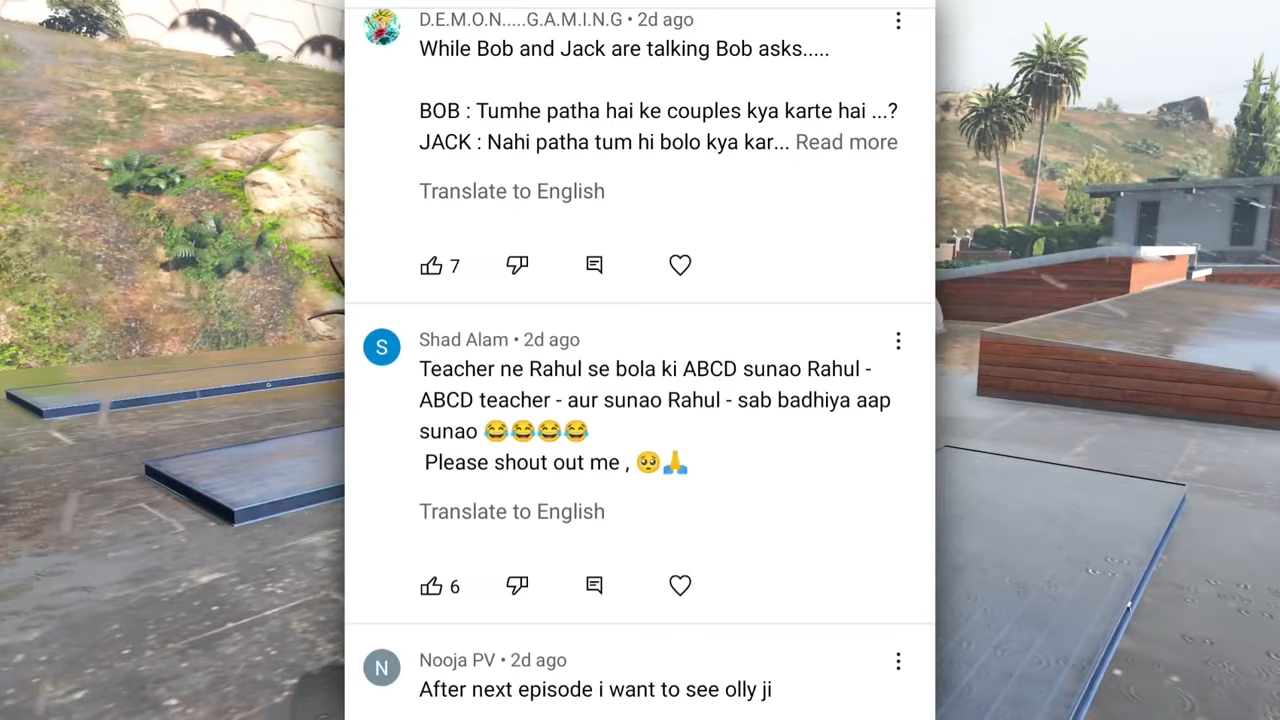 D.E.M.O.N.....G.A.M.I.N.G • 2d ago
While Bob and Jack are talking Bob asks.....
BOB : Tumhe patha hai ke couples kya karte hai ...?
JACK : Nahi patha tum hi bolo kya kar... Read more
Translate to English
7
S
Shad Alam • 2d ago
Teacher ne Rahul se bola ki ABCD sunao Rahul -
ABCD teacher - aur sunao Rahul - sab badhiya aap
sunao 😂😂😂😂
Please shout out me , 🥺🙏
Translate to English
6
N
Nooja PV • 2d ago
After next episode i want to see olly ji